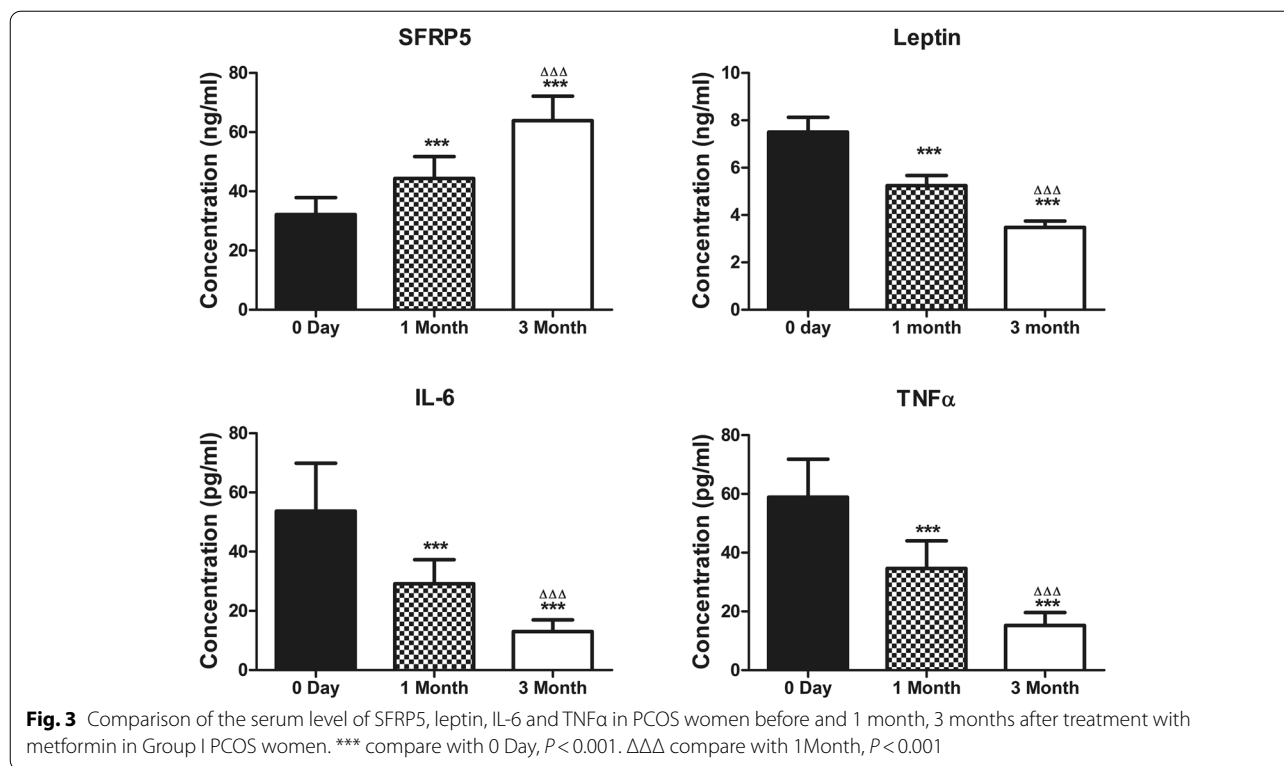 SFRP5
Concentration (ng/ml)
80
60
40
20
0
***
ΔΔΔ
***
0 Day 1 Month 3 Month
Leptin
Concentration (ng/ml)
10
8
6
4
2
0
***
ΔΔΔ
***
0 day 1 month 3 month
IL-6
Concentration (pg/ml)
80
60
40
20
0
***
ΔΔΔ
***
0 Day 1 Month 3 Month
TNFα
Concentration (pg/ml)
80
60
40
20
0
***
ΔΔΔ
***
0 Day 1 Month 3 Month
Fig. 3 Comparison of the serum level of SFRP5, leptin, IL-6 and TNFα in PCOS women before and 1 month, 3 months after treatment with
metformin in Group I PCOS women. *** compare with 0 Day, P < 0.001. ΔΔΔ compare with 1Month, P < 0.001